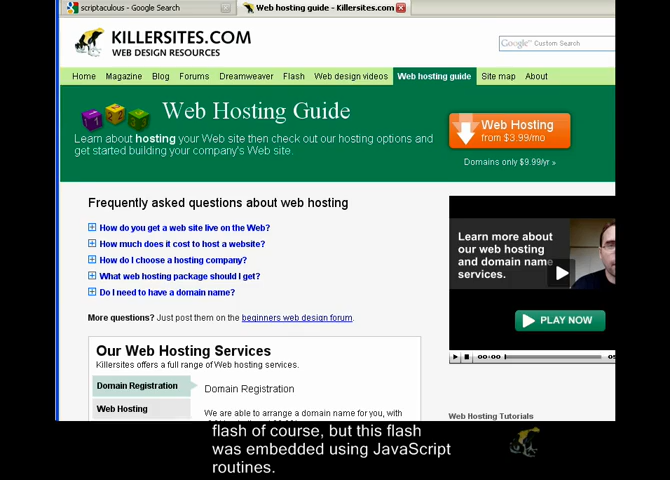 scriptaculous - Google Search
Web hosting guide - Killersites.com
KILLERSITES.COM
WEB DESIGN RESOURCES
Google Custom Search
Home Magazine Blog Forums Dreamweaver Flash Web design videos Web hosting guide Site map About
Web Hosting Guide
Learn about hosting your Web site then check out our hosting options and
get started building your company's Web site.
Web Hosting
from $3.99/mo
Domains only $9.99/yr »
Frequently asked questions about web hosting
How do you get a web site live on the Web?
How much does it cost to host a website?
How do I choose a hosting company?
What web hosting package should I get?
Do I need to have a domain name?
More questions? Just post them on the beginners web design forum.
Learn more about
our web hosting
and domain name
services.
PLAY NOW
00:00
Our Web Hosting Services
Killersites offers a full range of Web hosting services.
Domain Registration
Web Hosting
Domain Registration
We are able to arrange a domain name for you, with
Web Hosting Tutorials
flash of course, but this flash
was embedded using JavaScript
routines.